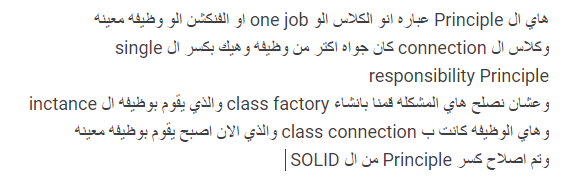 هاي ال Principle عباره انو الكلاس الو one job او الفنكشن الو وظيفه معينه
وكلاس ال connection كان جواه اكتر من وظيفه وهيك بكسر ال single
responsibility Principle
وعشان نصلح هاي المشكله قمنا بانشاء class factory والذي يقوم بوظيفه ال inctance
وهاي الوظيفه كانت ب class connection والذي الان اصبح يقوم بوظيفه معينه
وتم اصلاح كسر Principle من ال SOLID